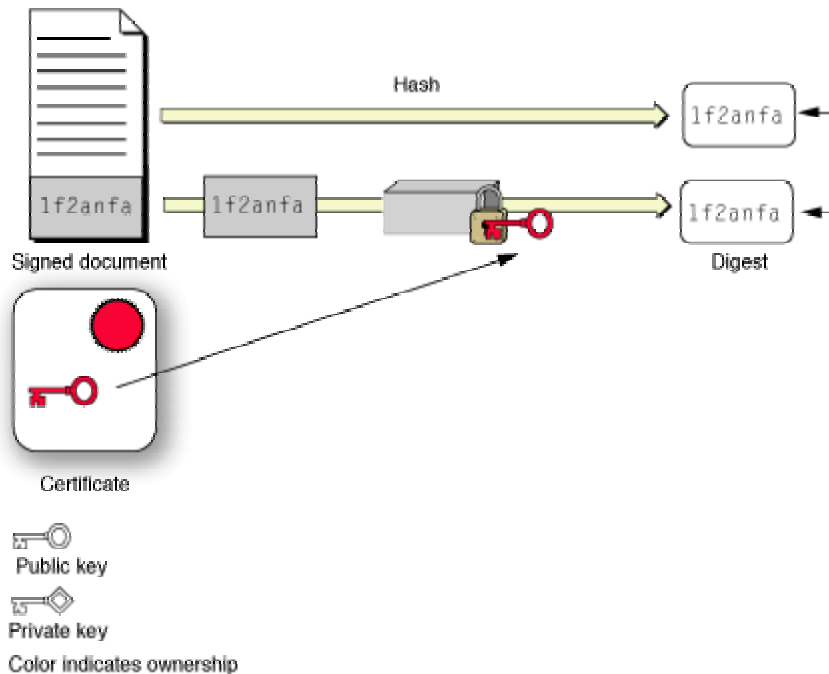 Hash
1f2anfa
1f2anfa
1f2anfa
1f2anfa
Signed document
Digest
Certificate
Public key
Private key
Color indicates ownership